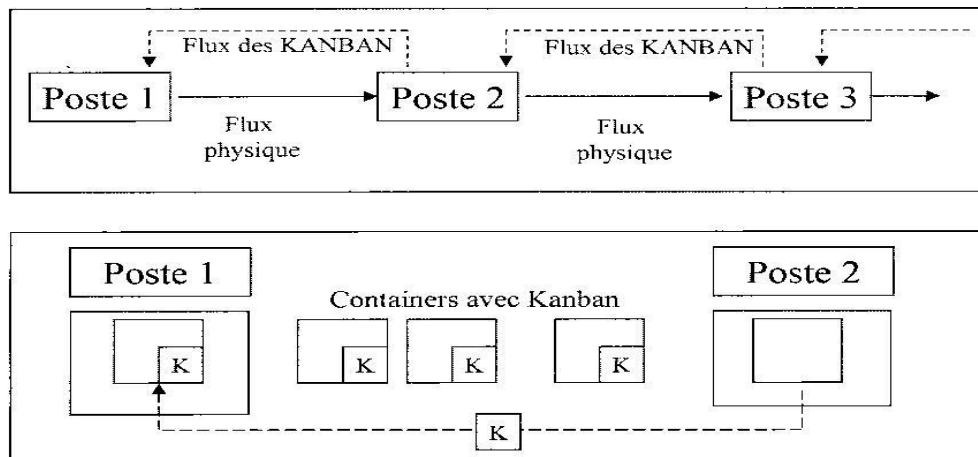 Flux des KANBAN Flux des KANBAN
Poste 1 Poste 2 Poste 3
Flux physique Flux physique
Poste 1 Poste 2
Containers avec Kanban
K K K K
K